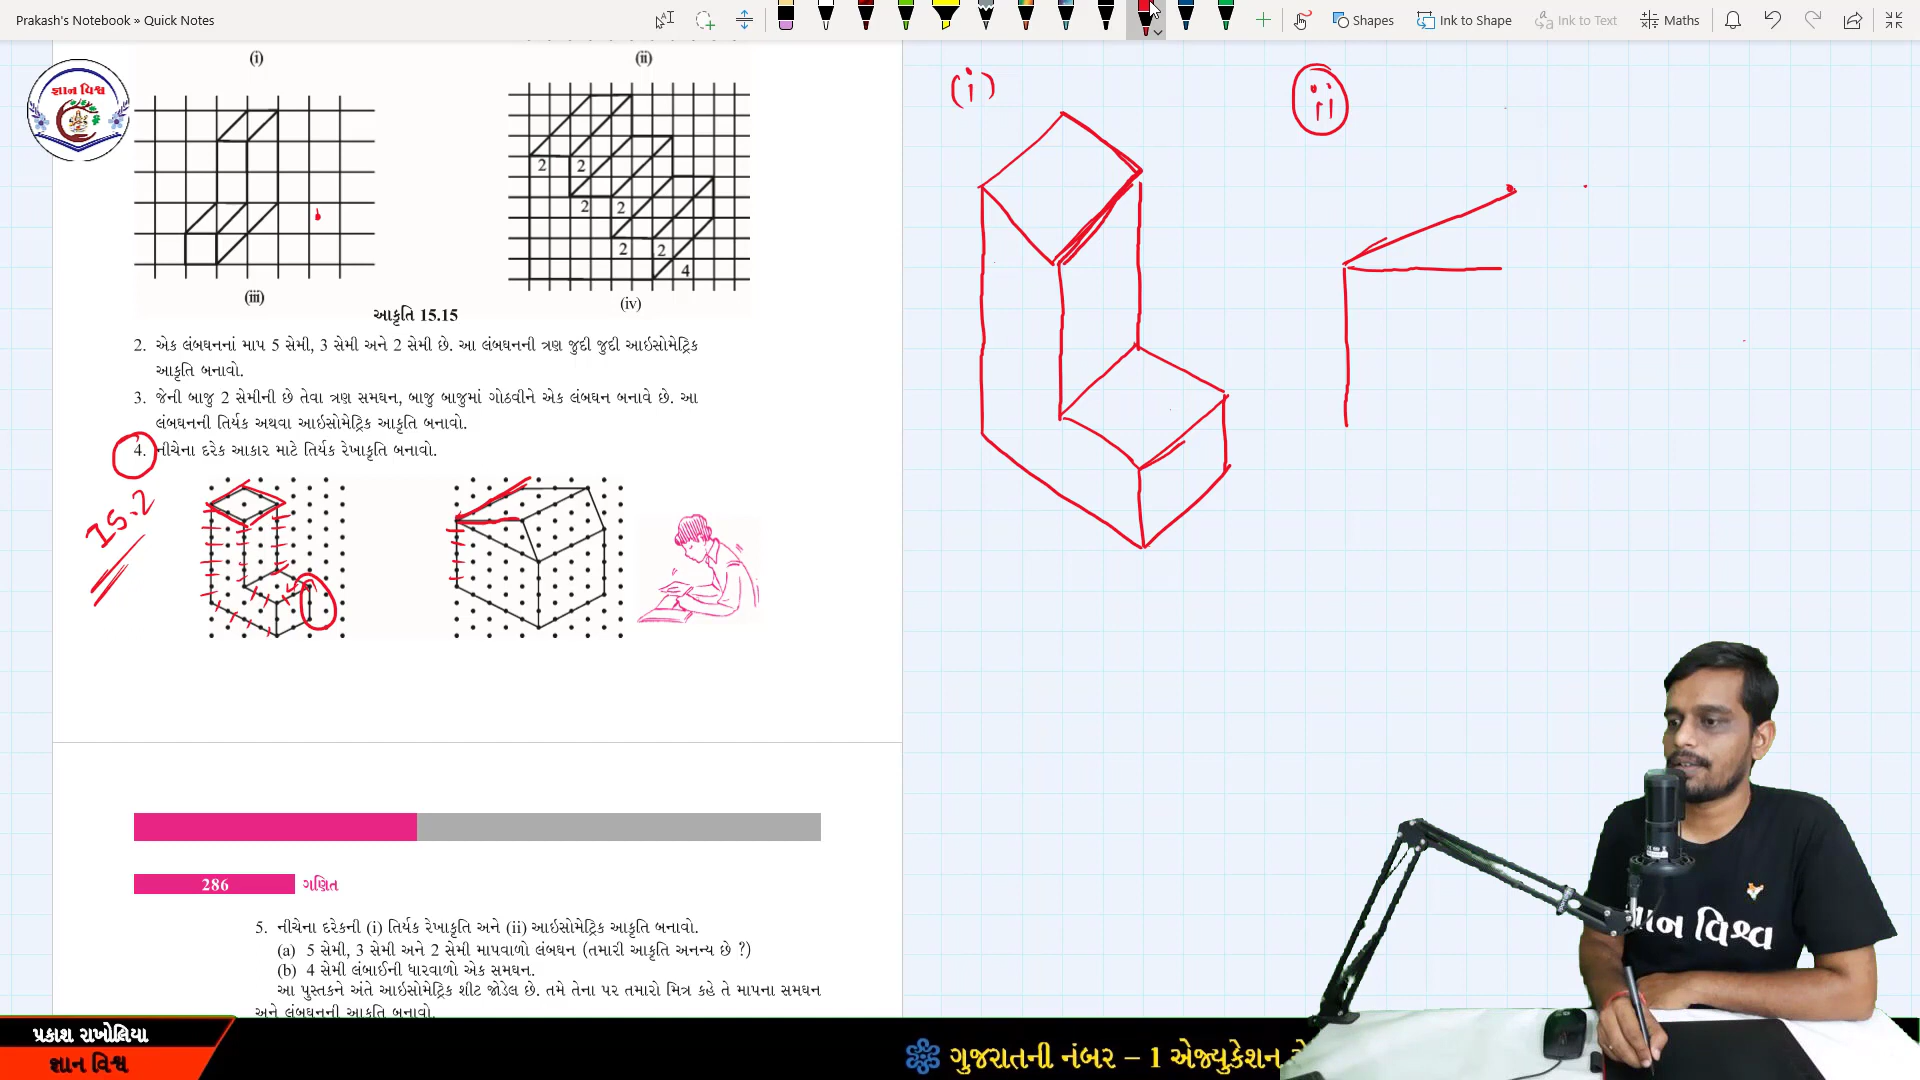 Prakash's Notebook » Quick Notes
Shapes
Ink to Shape
Ink to Text
Maths
જ્ઞાન વિશ્વ
(i)
(ii)
(iii)
2
2
2
2
2
2
4
(iv)
આકૃતિ 15.15
2. એક લંબઘનનાં માપ 5 સેમી, 3 સેમી અને 2 સેમી છે. આ લંબઘનની ત્રણ જુદી જુદી આઇસોમેટ્રિક
આકૃતિ બનાવો.
3. જેની બાજુ 2 સેમીની છે તેવા ત્રણ સમઘન, બાજુ બાજુમાં ગોઠવીને એક લંબઘન બનાવે છે. આ
લંબઘનની તિર્યક અથવા આઇસોમેટ્રિક આકૃતિ બનાવો.
4. નીચેના દરેક આકાર માટે તિર્યક રેખાકૃતિ બનાવો.
15.2
286 ગણિત
5. નીચેના દરેકની (i) તિર્યક રેખાકૃતિ અને (ii) આઇસોમેટ્રિક આકૃતિ બનાવો.
(a) 5 સેમી, 3 સેમી અને 2 સેમી માપવાળો લંબઘન (તમારી આકૃતિ અનન્ય છે ?)
(b) 4 સેમી લંબાઈની ધારવાળો એક સમઘન.
આ પુસ્તકને અંતે આઇસોમેટ્રિક શીટ જોડેલ છે. તમે તેના પર તમારો મિત્ર કહે તે માપના સમઘન
અને લંબઘનની આકૃતિ બનાવો.
(i)
ii
જ્ઞાન વિશ્વ
પ્રકાશ રાખોલિયા
જ્ઞાન વિશ્વ
ગુજરાતની નંબર – 1 એજ્યુકેશન